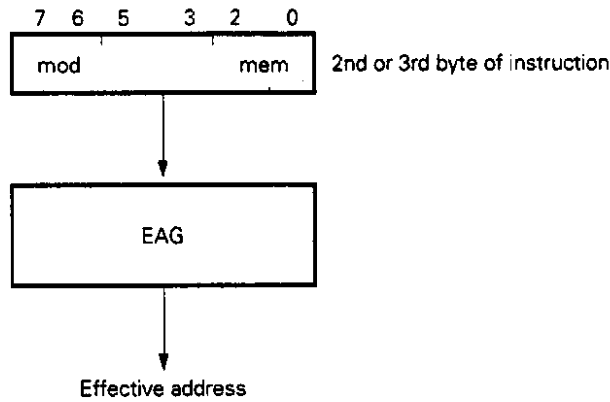 7 6 5 3 2 0
mod mem 2nd or 3rd byte of instruction
EAG
Effective address